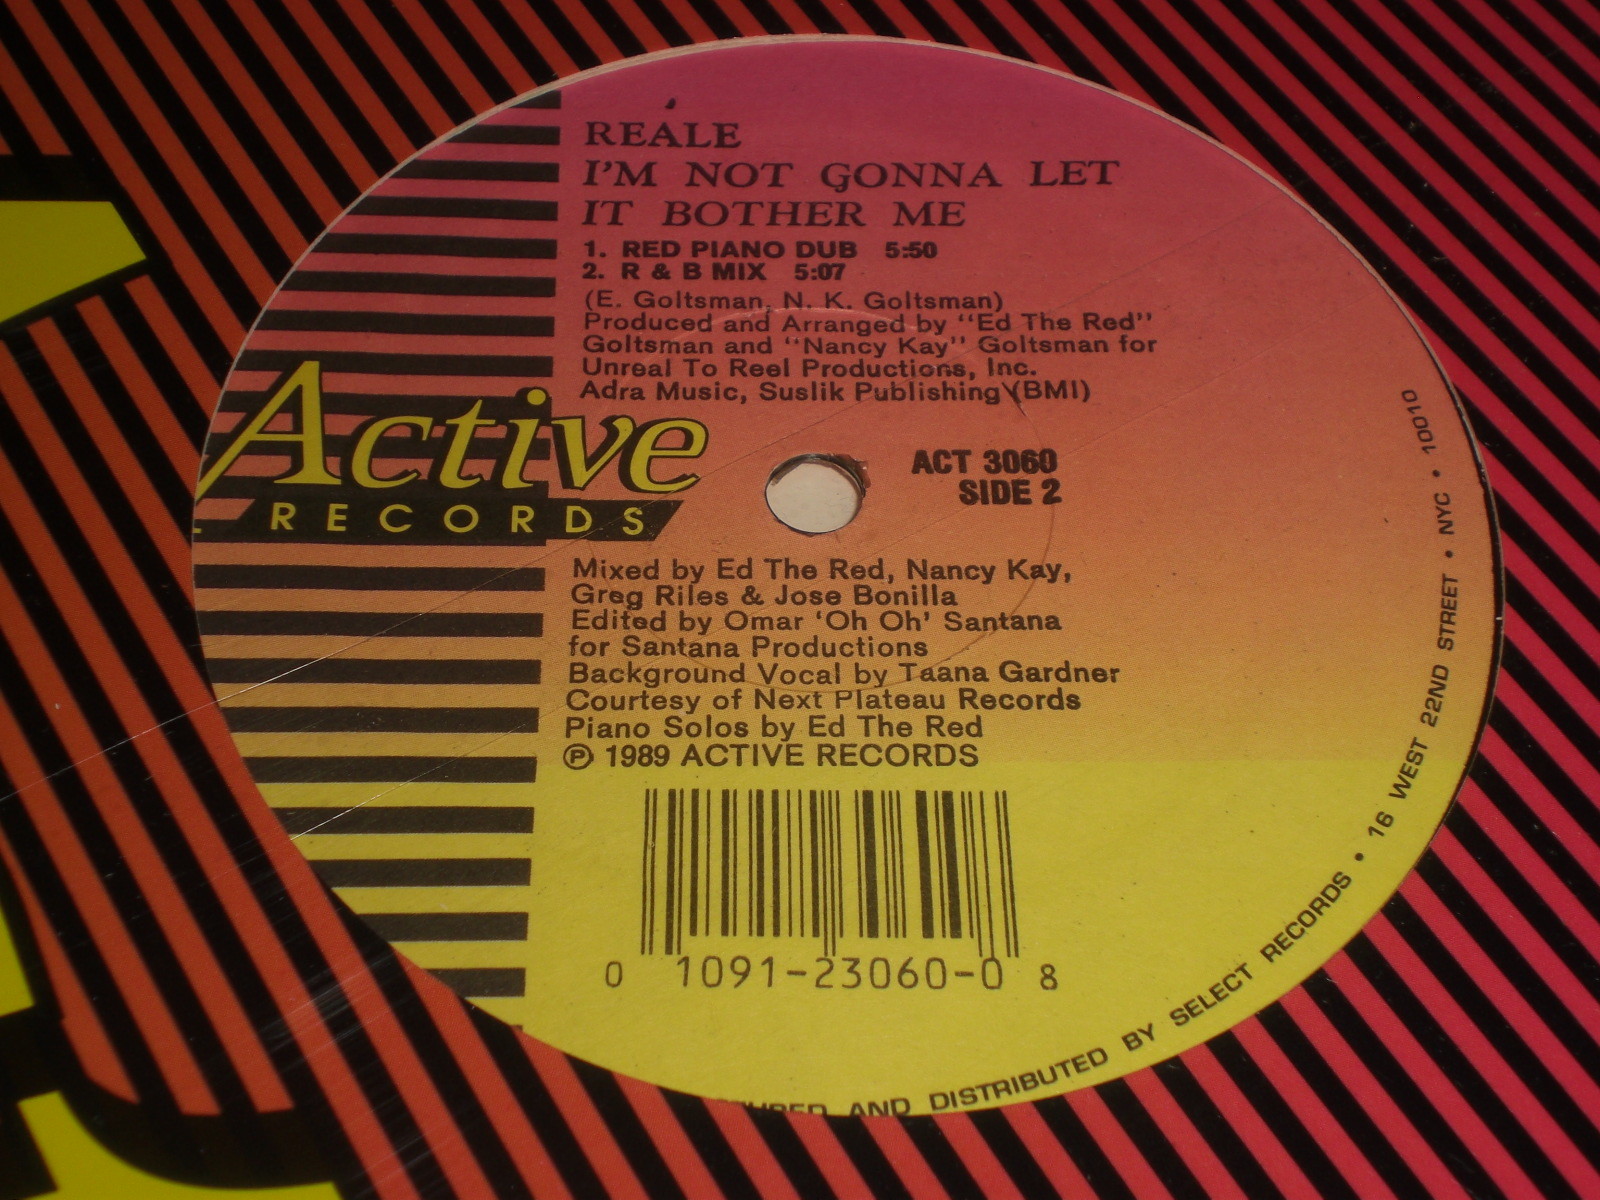 REÁLE
I'M NOT GONNA LET
IT BOTHER ME
1. RED PIANO DUB 5:50
2. R & B MIX 5:07
(E. Goltsman, N. K. Goltsman)
Produced and Arranged by "Ed The Red"
Goltsman and "Nancy Kay" Goltsman for
Unreal To Reel Productions, Inc.
Adra Music, Suslik Publishing (BMI)
Active
RECORDS
ACT 3060
SIDE 2
Mixed by Ed The Red, Nancy Kay,
Greg Riles & Jose Bonilla
Edited by Omar 'Oh Oh' Santana
for Santana Productions
Background Vocal by Taana Gardner
Courtesy of Next Plateau Records
Piano Solos by Ed The Red
℗ 1989 ACTIVE RECORDS
0 1091-23060-0 8
AND DISTRIBUTED BY SELECT RECORDS • 16 WEST 22ND STREET • NYC • 10010